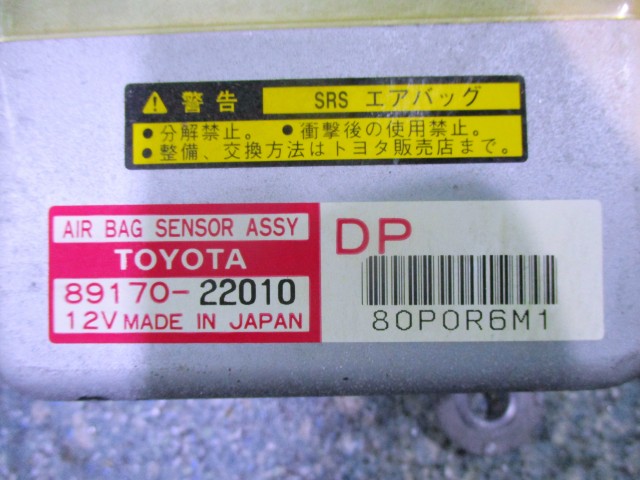 警告 SRS エアバッグ
●分解禁止。 ●衝撃後の使用禁止。
●整備、交換方法はトヨタ販売店まで。
AIR BAG SENSOR ASSY
TOYOTA
89170-22010
12V MADE IN JAPAN
DP
80P0R6M1